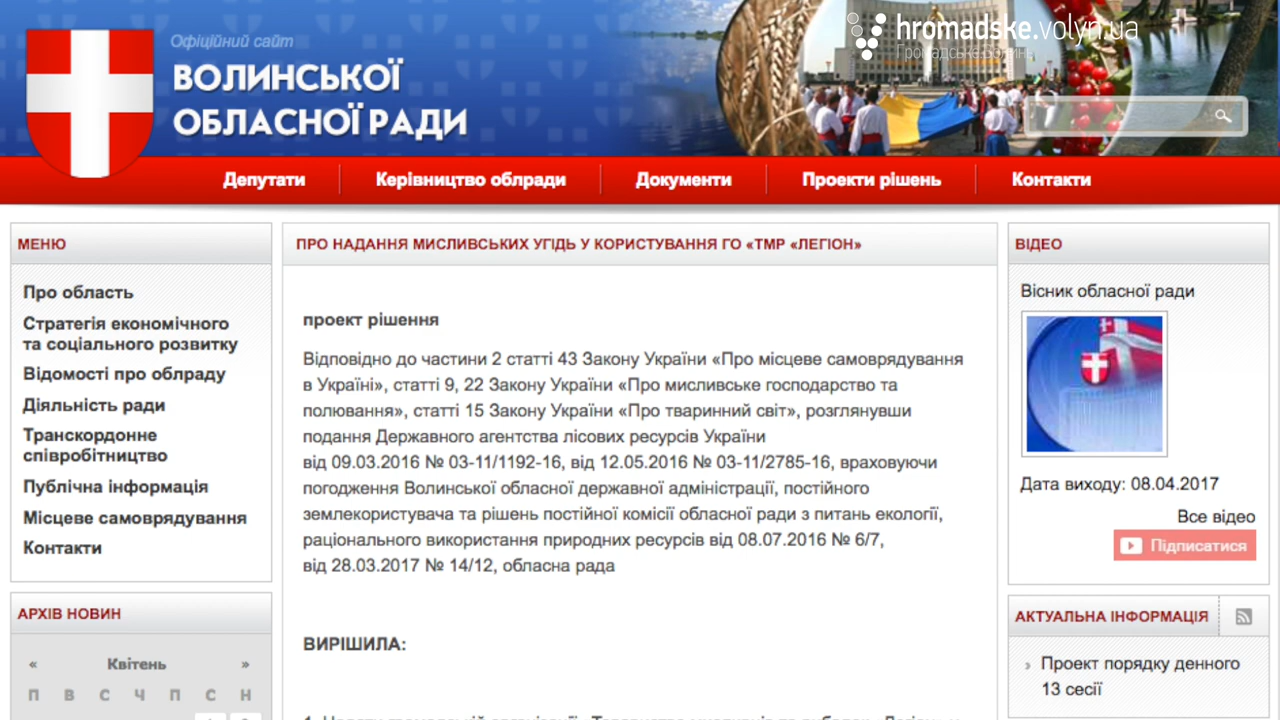 hromadske.volyn.ua
Громадське Волинь
Офіційний сайт
ВОЛИНСЬКОЇ
ОБЛАСНОЇ РАДИ
Депутати
Керівництво облради
Документи
Проекти рішень
Контакти
МЕНЮ
Про область
Стратегія економічного
та соціального розвитку
Відомості про облраду
Діяльність ради
Транскордонне
співробітництво
Публічна інформація
Місцеве самоврядування
Контакти
АРХІВ НОВИН
« Квітень »
П В С Ч П С Н
ПРО НАДАННЯ МИСЛИВСЬКИХ УГІДЬ У КОРИСТУВАННЯ ГО «ТМР «ЛЕГІОН»
проект рішення
Відповідно до частини 2 статті 43 Закону України «Про місцеве самоврядування
в Україні», статті 9, 22 Закону України «Про мисливське господарство та
полювання», статті 15 Закону України «Про тваринний світ», розглянувши
подання Державного агентства лісових ресурсів України
від 09.03.2016 № 03-11/1192-16, від 12.05.2016 № 03-11/2785-16, враховуючи
погодження Волинської обласної державної адміністрації, постійного
землекористувача та рішень постійної комісії обласної ради з питань екології,
раціонального використання природних ресурсів від 08.07.2016 № 6/7,
від 28.03.2017 № 14/12, обласна рада
ВИРІШИЛА:
ВІДЕО
Вісник обласної ради
Дата виходу: 08.04.2017
Все відео
Підписатися
АКТУАЛЬНА ІНФОРМАЦІЯ
› Проект порядку денного
13 сесії